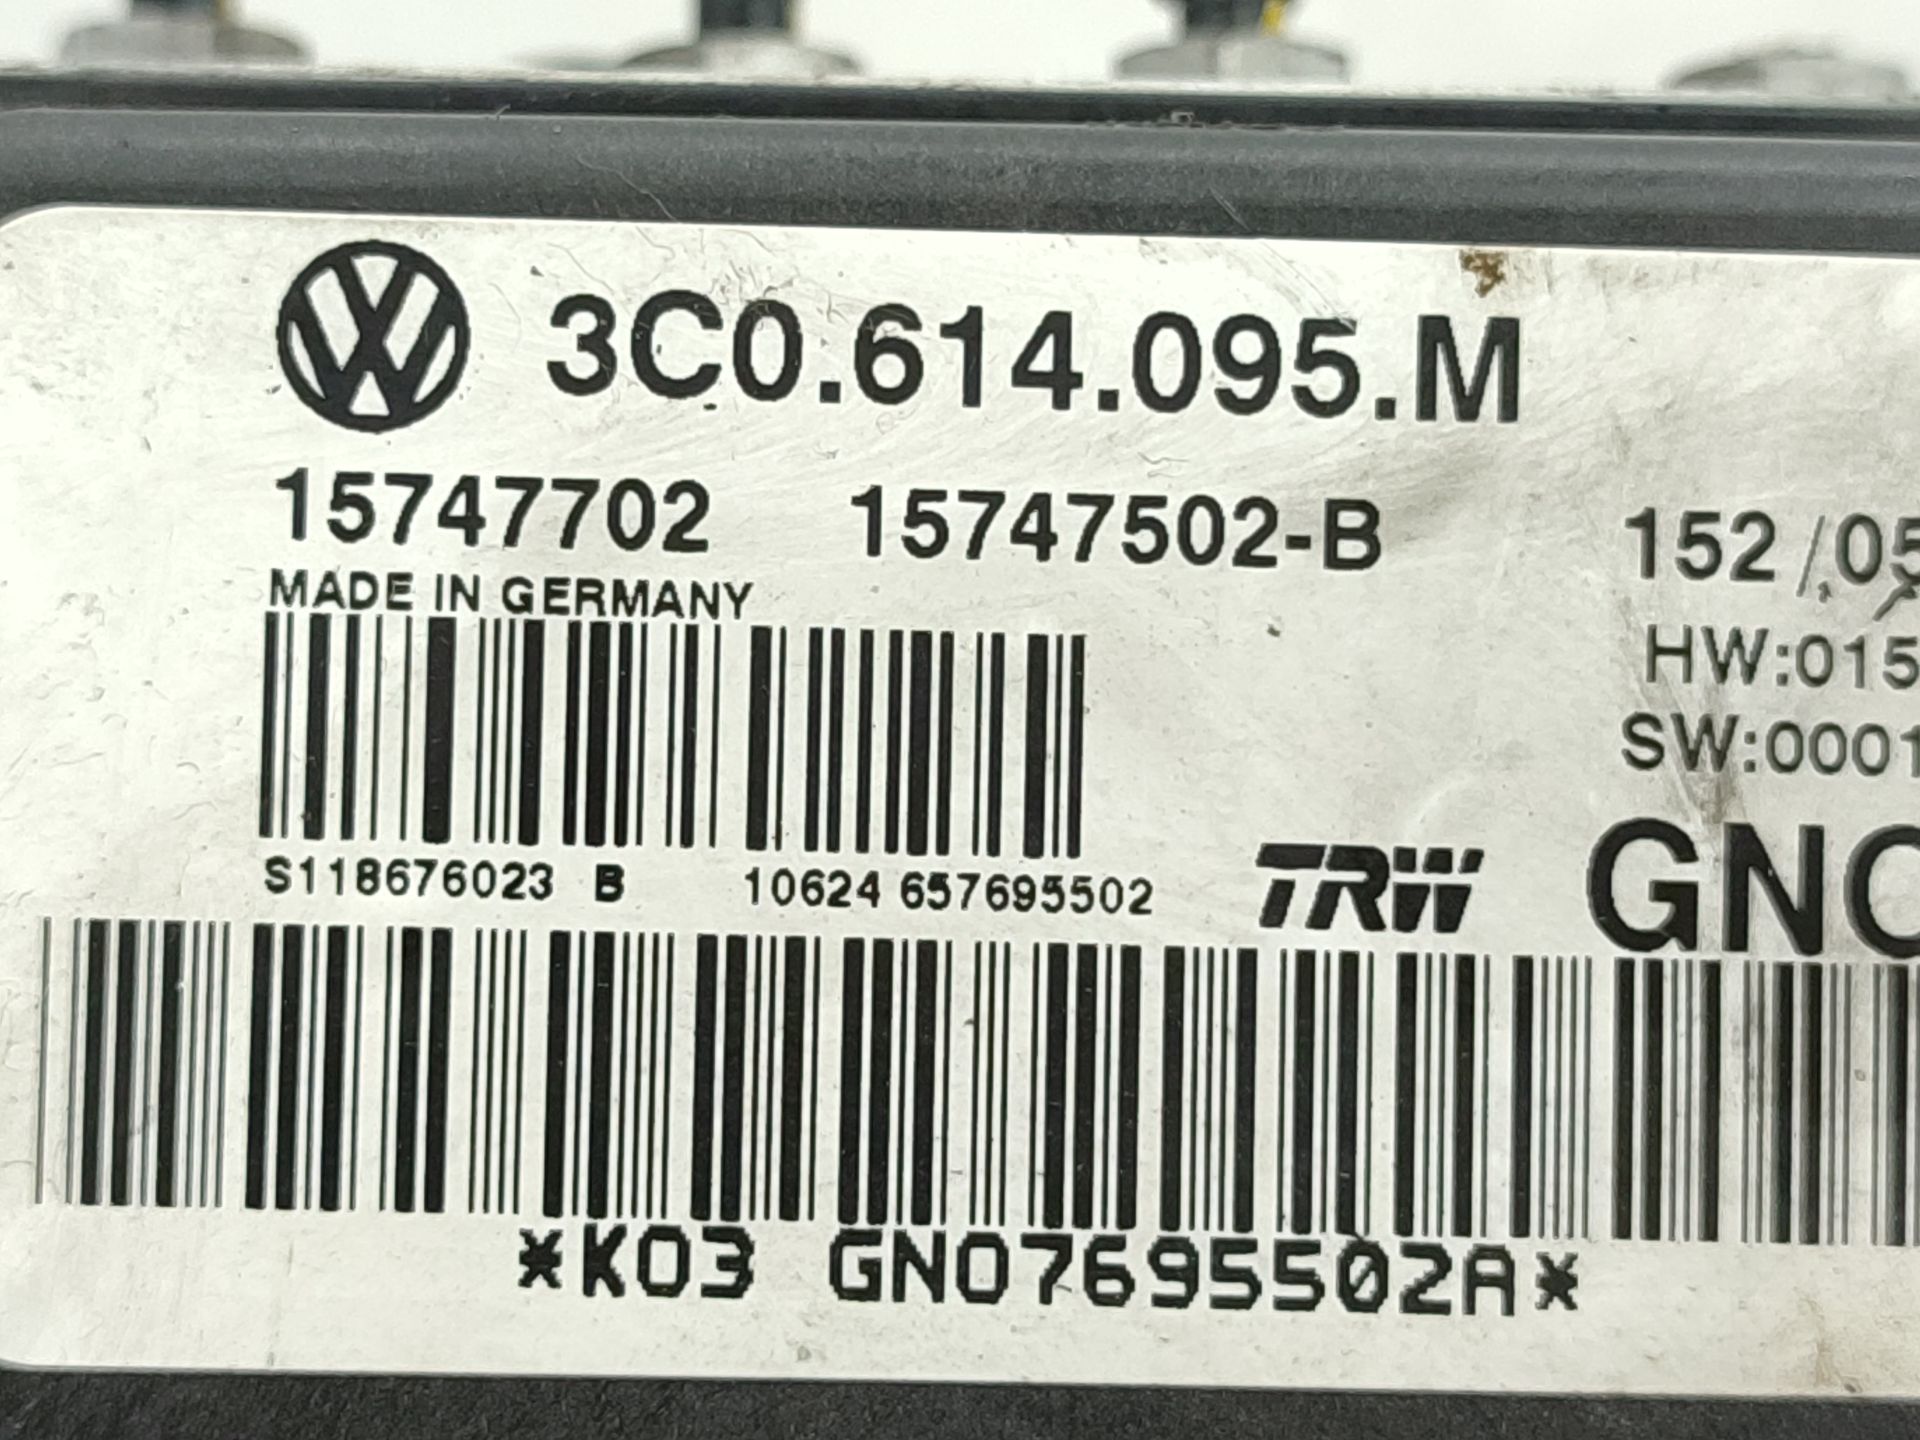 3C0.614.095.M
15747702 15747502-B 152/05
MADE IN GERMANY
HW:015
SW:0001
S118676023 B 10624 657695502 TRW GN0
*K03 GN07695502A*